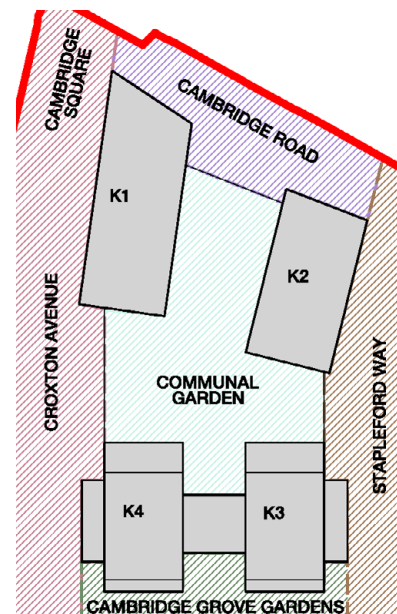 CAMBRIDGE
SQUARE
CAMBRIDGE ROAD
K1
K2
CROXTON AVENUE
COMMUNAL
GARDEN
STAPLEFORD WAY
K4
K3
CAMBRIDGE GROVE GARDENS